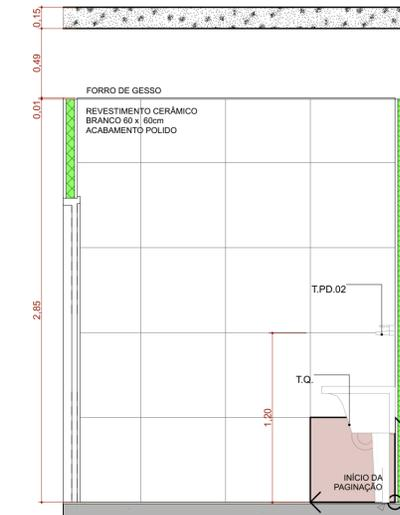 0,15
0,49
FORRO DE GESSO
0,01
REVESTIMENTO CERÂMICO
BRANCO 60 x 60cm
ACABAMENTO POLIDO
T.PD.02
2,85
T.Q.
1,20
INÍCIO DA
PAGINAÇÃO